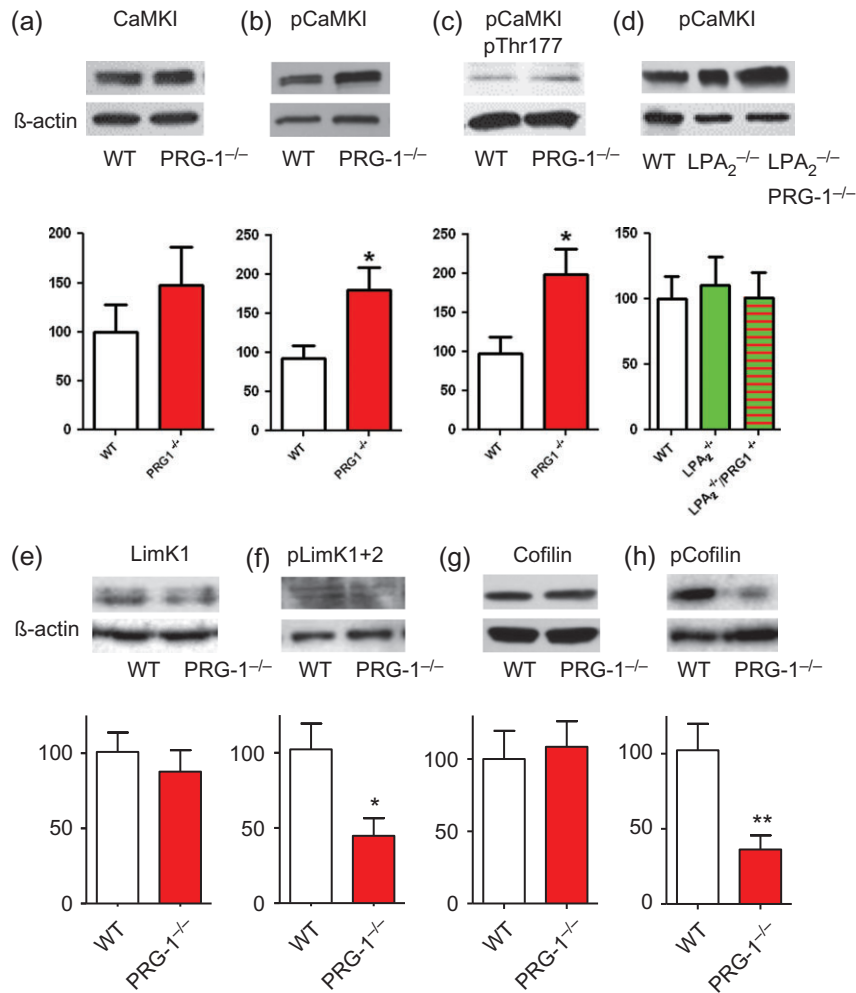 (a) CaMKI (b) pCaMKI (c) pCaMKI pThr177 (d) pCaMKI
ß-actin
WT PRG-1–/– WT PRG-1–/– WT PRG-1–/– WT LPA2–/– LPA2–/– PRG-1–/–
200 150 100 50 0
WT PRG1-/-
250 200 150 100 50 0
*
WT PRG1-/-
250 200 150 100 50 0
*
WT PRG1-/-
150 100 50 0
WT LPA2-/- LPA2-/-/PRG1-/-
(e) LimK1 (f) pLimK1+2 (g) Cofilin (h) pCofilin
ß-actin
WT PRG-1–/– WT PRG-1–/– WT PRG-1–/– WT PRG-1–/–
100 50 0
WT PRG-1–/–
100 50 0
*
WT PRG-1–/–
100 50 0
WT PRG-1–/–
100 50 0
**
WT PRG-1–/–